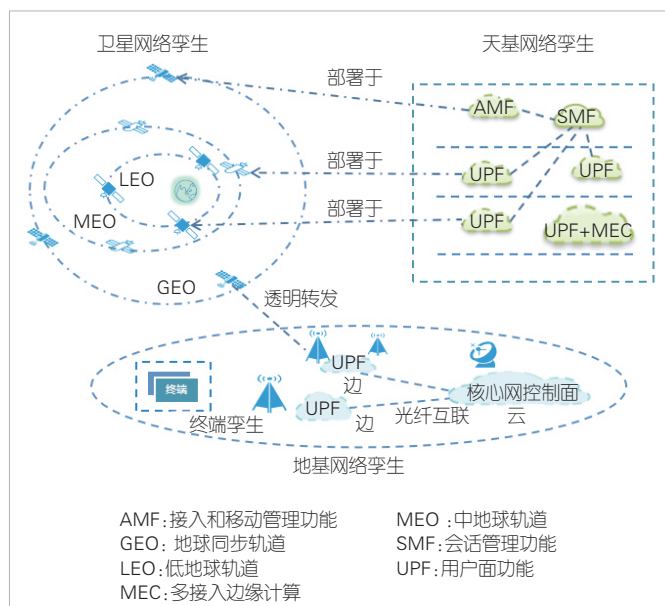 卫星网络孪生
天基网络孪生
部署于
AMF
SMF
LEO
部署于
UPF
UPF
MEO
部署于
UPF
UPF+MEC
GEO
透明转发
UPF
边
终端
UPF
核心网控制面
终端孪生
边
光纤互联
云
地基网络孪生
AMF:接入和移动管理功能
MEO:中地球轨道
GEO: 地球同步轨道
SMF:会话管理功能
LEO:低地球轨道
UPF:用户面功能
MEC:多接入边缘计算